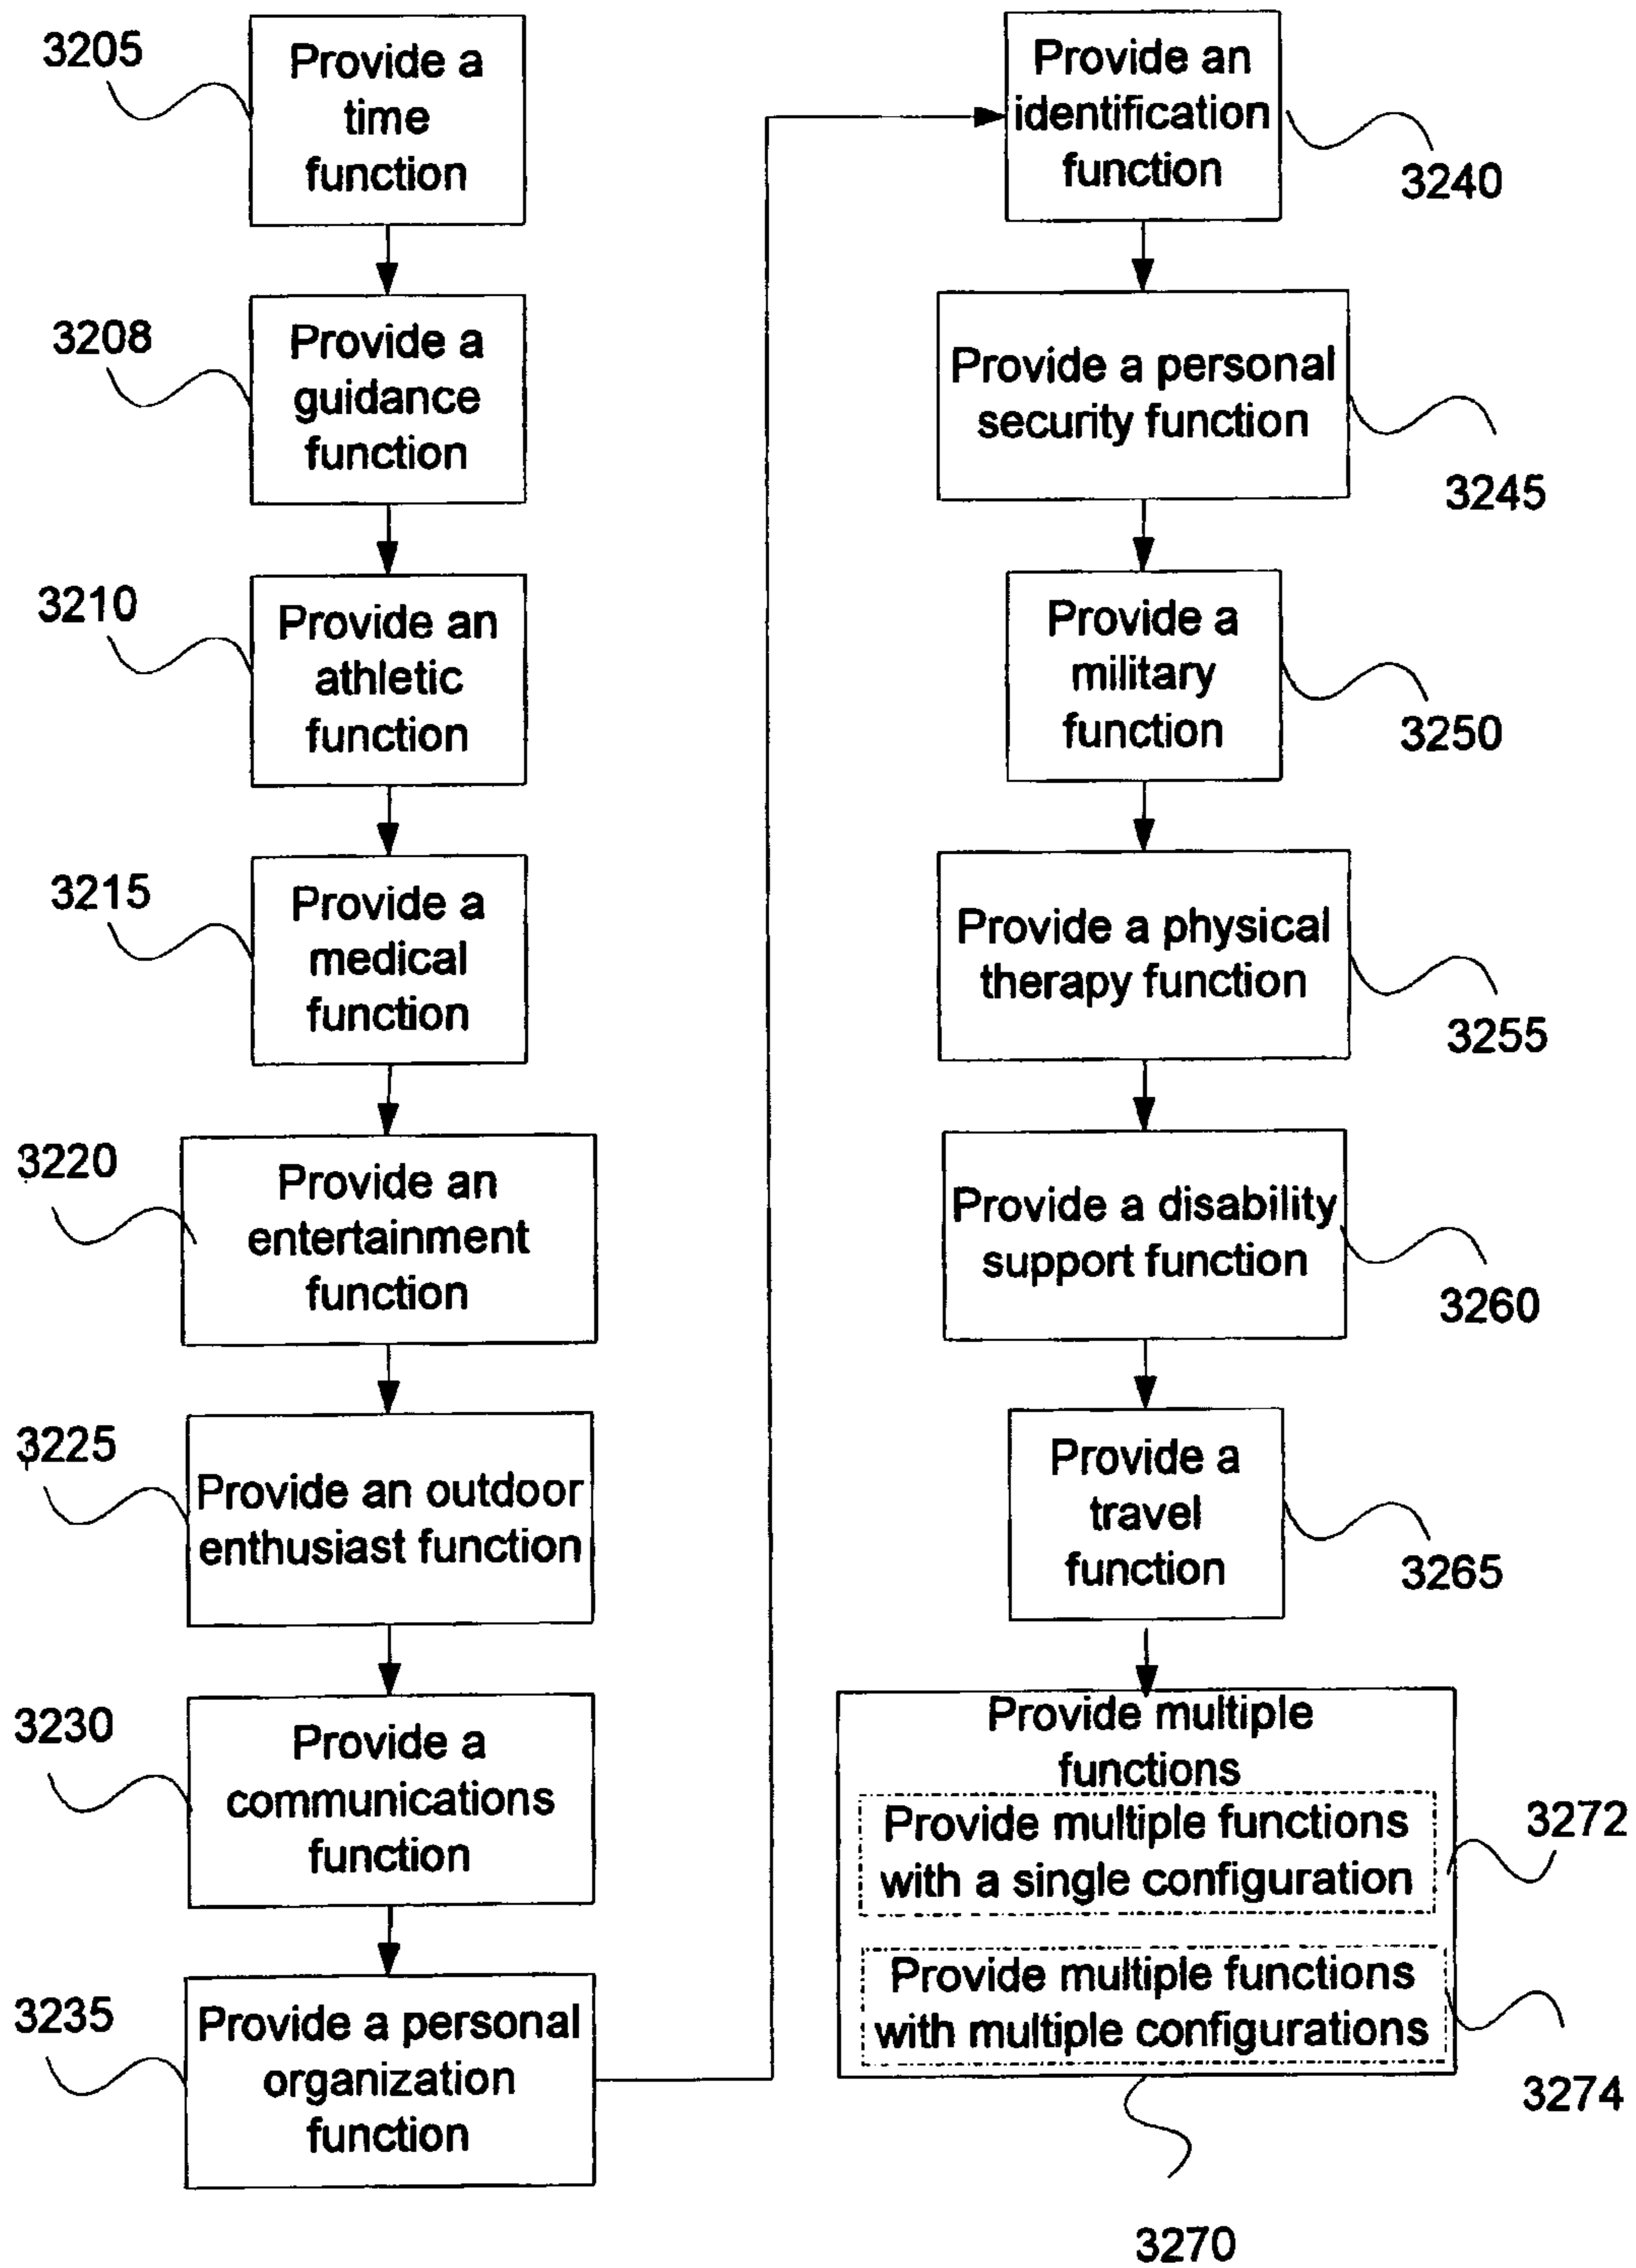 3205
Provide a
time
function
3208
Provide a
guidance
function
3210
Provide an
athletic
function
3215
Provide a
medical
function
3220
Provide an
entertainment
function
3225
Provide an outdoor
enthusiast function
3230
Provide a
communications
function
3235
Provide a personal
organization
function
Provide an
identification
function
3240
Provide a personal
security function
3245
Provide a
military
function
3250
Provide a physical
therapy function
3255
Provide a disability
support function
3260
Provide a
travel
function
3265
Provide multiple
functions
Provide multiple functions
with a single configuration
3272
Provide multiple functions
with multiple configurations
3274
3270